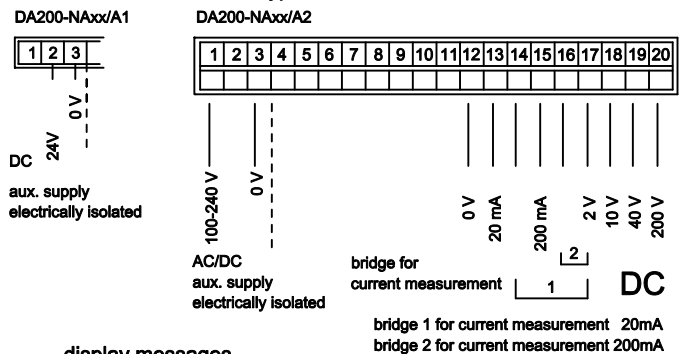 DA200-NAxx/A1
DA200-NAxx/A2
1 2 3
1 2 3 4 5 6 7 8 9 10 11 12 13 14 15 16 17 18 19 20
24V
0 V
DC
aux. supply
electrically isolated
100-240 V
0 V
AC/DC
aux. supply
electrically isolated
0 V
20 mA
200 mA
2 V
10 V
40 V
200 V
bridge for
current measurement
2
1
DC
bridge 1 for current measurement 20mA
bridge 2 for current measurement 200mA
display messages